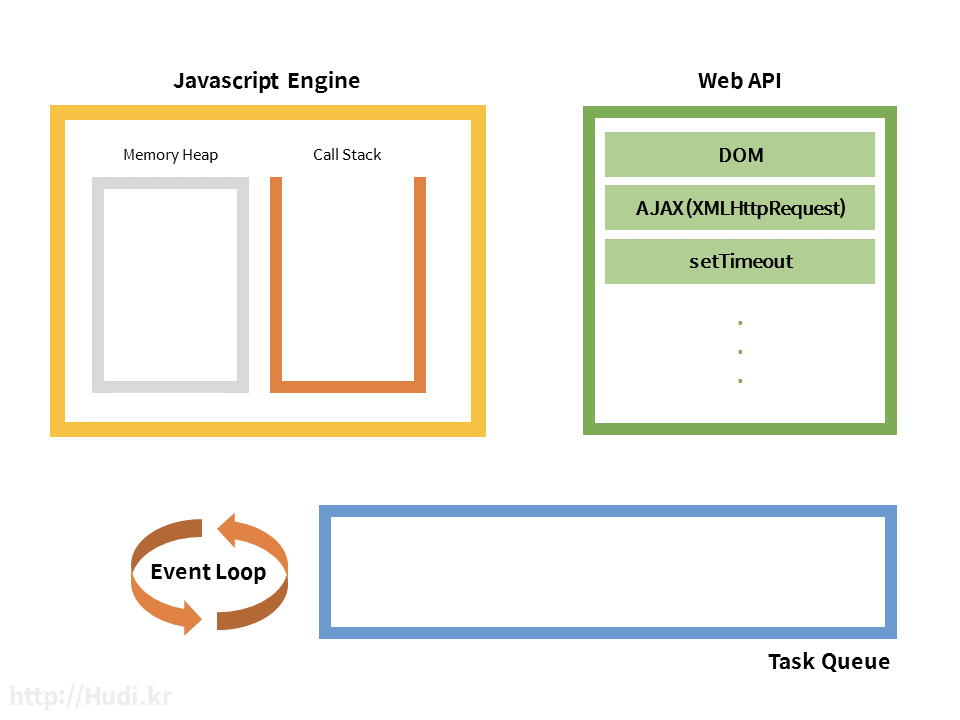 Javascript Engine
Web API
Memory Heap
Call Stack
DOM
AJAX(XMLHttpRequest)
setTimeout
.
.
.
Event Loop
Task Queue
http://Hudi.kr